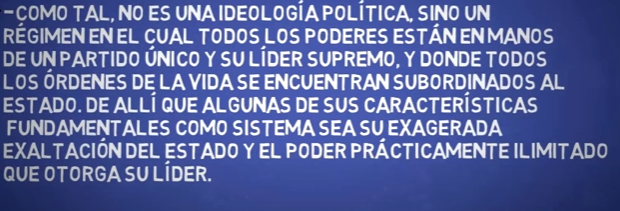 -COMO TAL, NO ES UNA IDEOLOGÍA POLÍTICA, SINO UN
RÉGIMEN EN EL CUAL TODOS LOS PODERES ESTÁN EN MANOS
DE UN PARTIDO ÚNICO Y SU LÍDER SUPREMO, Y DONDE TODOS
LOS ÓRDENES DE LA VIDA SE ENCUENTRAN SUBORDINADOS AL
ESTADO. DE ALLÍ QUE ALGUNAS DE SUS CARACTERÍSTICAS
FUNDAMENTALES COMO SISTEMA SEA SU EXAGERADA
EXALTACIÓN DEL ESTADO Y EL PODER PRÁCTICAMENTE ILIMITADO
QUE OTORGA SU LÍDER.